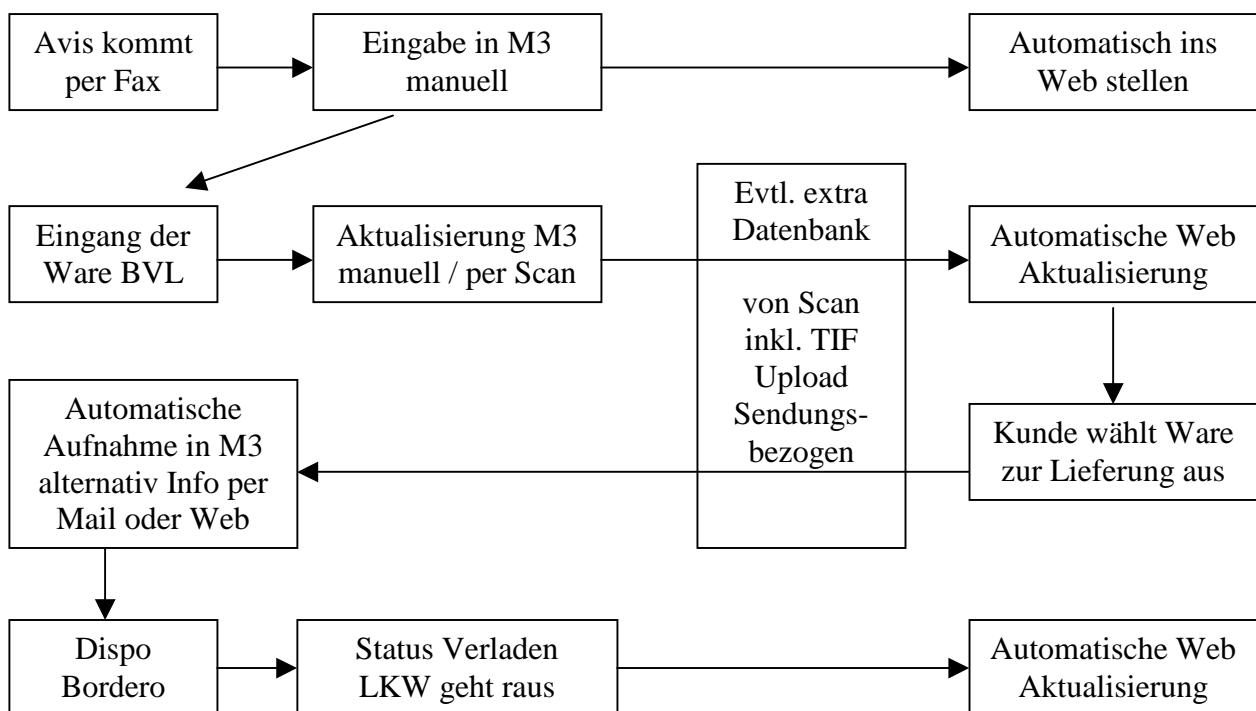 Avis kommt
per Fax
Eingabe in M3
manuell
Automatisch ins
Web stellen
Eingang der
Ware BVL
Aktualisierung M3
manuell / per Scan
Evtl. extra
Datenbank
von Scan
inkl. TIF
Upload
Sendungs-
bezogen
Automatische Web
Aktualisierung
Kunde wählt Ware
zur Lieferung aus
Automatische
Aufnahme in M3
alternativ Info per
Mail oder Web
Dispo
Bordero
Status Verladen
LKW geht raus
Automatische Web
Aktualisierung